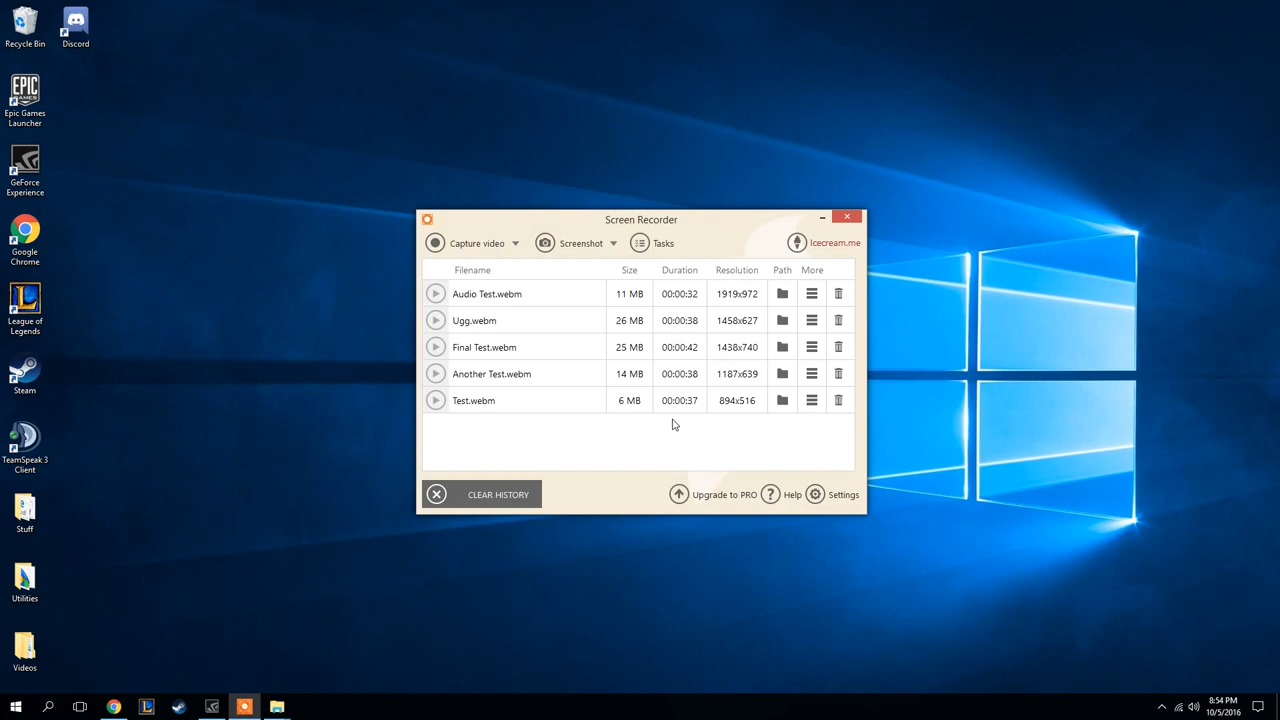 Recycle Bin
Discord
EPIC
GAMES
Epic Games
Launcher
GeForce
Experience
Google
Chrome
League of
Legends
Steam
TeamSpeak 3
Client
Stuff
Utilities
Videos
Screen Recorder
Capture video
Screenshot
Tasks
Icecream.me
Filename Size Duration Resolution Path More
Audio Test.webm 11 MB 00:00:32 1919x972
Ugg.webm 26 MB 00:00:38 1458x627
Final Test.webm 25 MB 00:00:42 1438x740
Another Test.webm 14 MB 00:00:38 1187x639
Test.webm 6 MB 00:00:37 894x516
CLEAR HISTORY
Upgrade to PRO
? Help
Settings
8:54 PM
10/5/2016